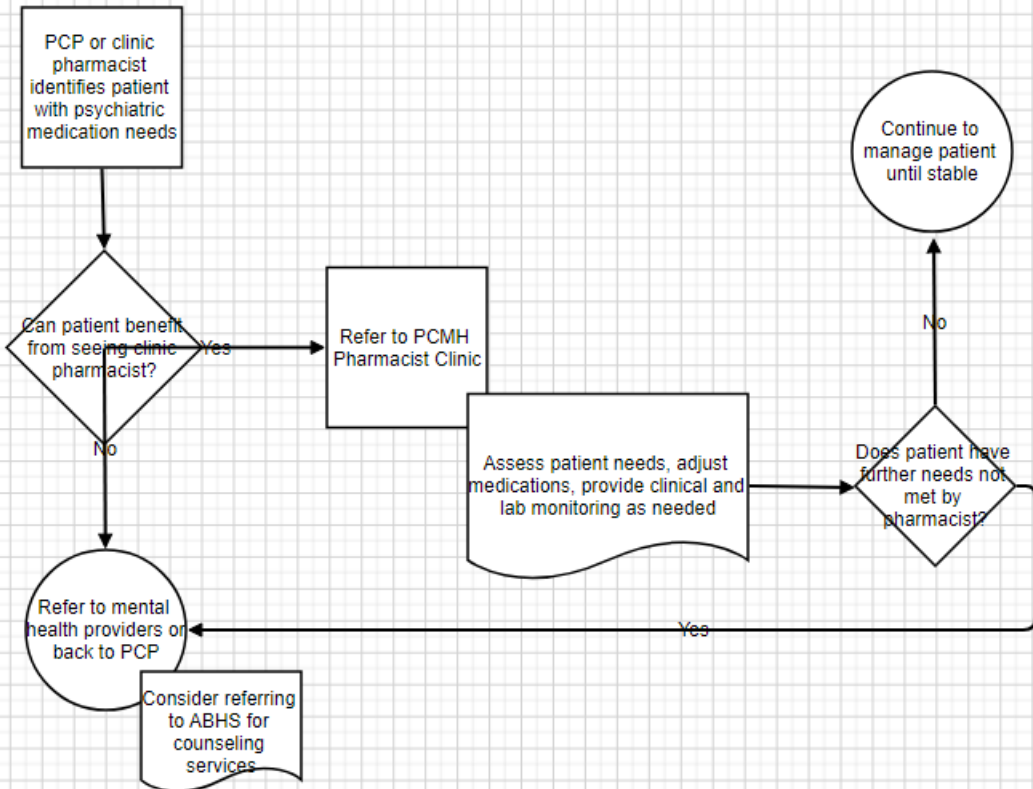 PCP or clinic
pharmacist
identifies patient
with psychiatric
medication needs
Can patient benefit
from seeing clinic
pharmacist?
Yes
No
Refer to PCMH
Pharmacist Clinic
Assess patient needs, adjust
medications, provide clinical and
lab monitoring as needed
Does patient have
further needs not
met by
pharmacist?
No
Continue to
manage patient
until stable
Yes
Refer to mental
health providers or
back to PCP
Consider referring
to ABHS for
counseling
services